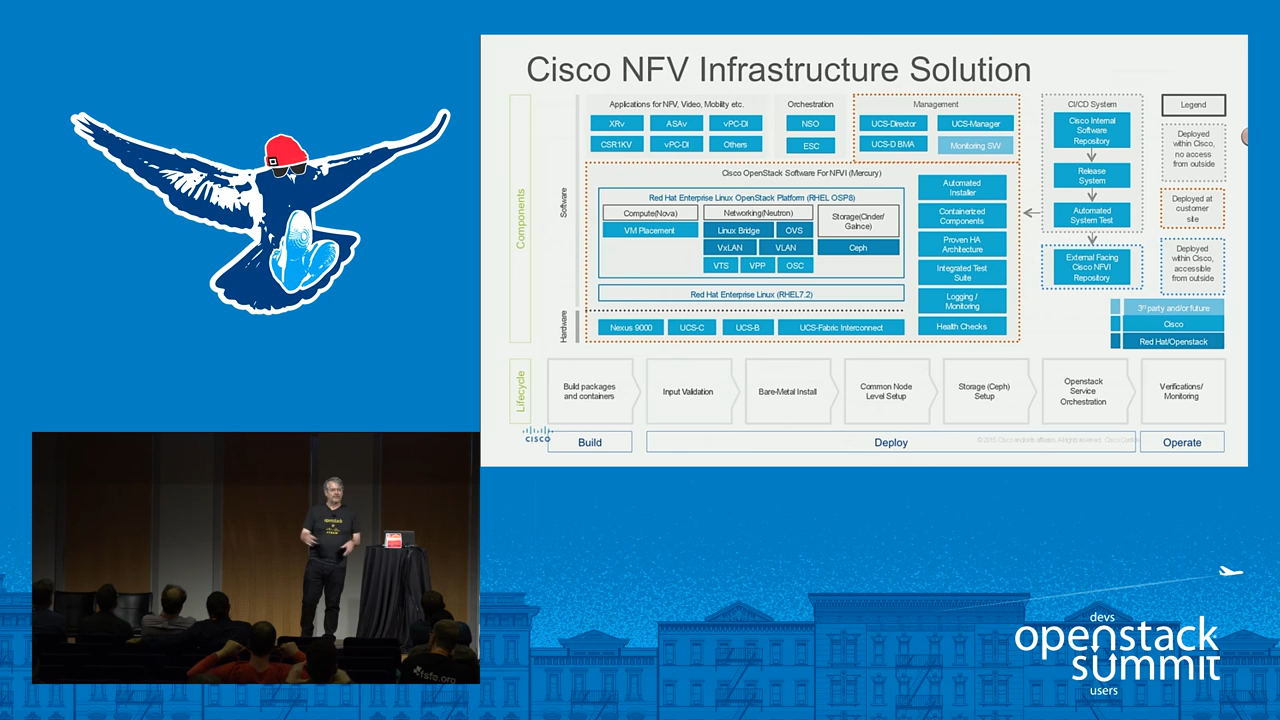 Cisco NFV Infrastructure Solution
Components
Software
Hardware
Applications for NFV, Video, Mobility etc.
XRv
ASAv
vPC-DI
CSR1KV
vPC-DI
Others
Orchestration
NSO
ESC
Management
UCS-Director
UCS-Manager
UCS-D BMA
Monitoring SW
Cisco OpenStack Software For NFVI (Mercury)
Red Hat Enterprise Linux OpenStack Platform (RHEL OSP8)
Compute(Nova)
VM Placement
Networking(Neutron)
Linux Bridge
OVS
VxLAN
VLAN
VTS
VPP
OSC
Storage(Cinder/
Galnce)
Ceph
Red Hat Enterprise Linux (RHEL7.2)
Nexus 9000
UCS-C
UCS-B
UCS-Fabric Interconnect
Automated
Installer
Containerized
Components
Proven HA
Architecture
Integrated Test
Suite
Logging /
Monitoring
Health Checks
CI/CD System
Cisco Internal
Software
Repository
Release
System
Automated
System Test
External Facing
Cisco NFVI
Repository
Legend
Deployed
within Cisco,
no access
from outside
Deployed at
customer
site
Deployed
within Cisco,
accessible
from outside
3rd party and/or future
Cisco
Red Hat/Openstack
Lifecycle
Build packages
and containers
Input Validation
Bare-Metal Install
Common Node
Level Setup
Storage (Ceph)
Setup
Openstack
Service
Orchestration
Verifications/
Monitoring
CISCO
Build
Deploy
Operate
openstack
fsfe.org
devs
openstack
summit
users